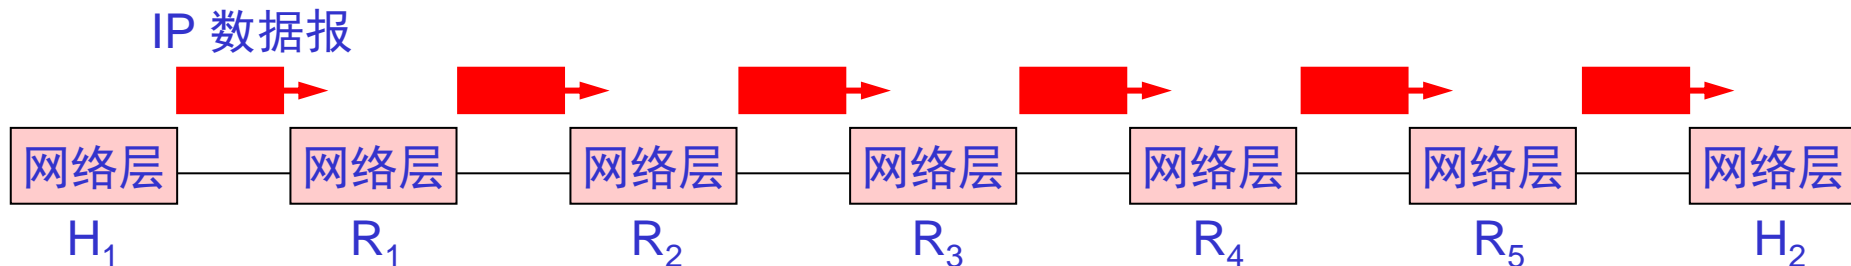 IP 数据报
网络层 网络层 网络层 网络层 网络层 网络层 网络层
H1 R1 R2 R3 R4 R5 H2